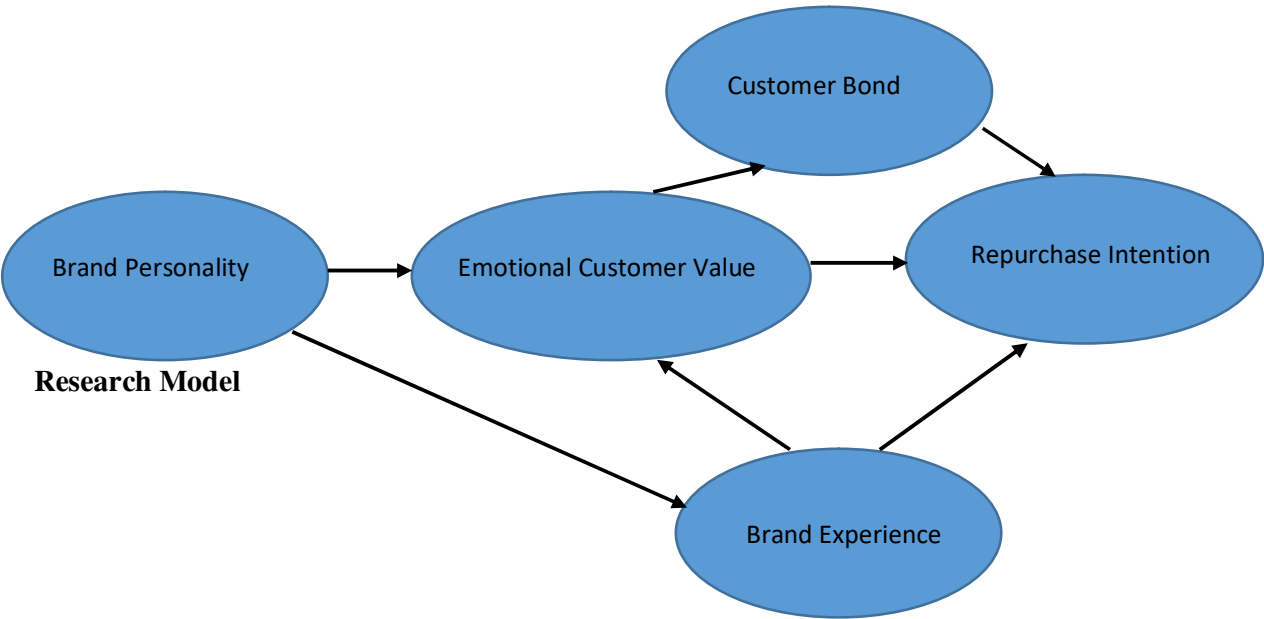 Customer Bond
Brand Personality
Emotional Customer Value
Repurchase Intention
Research Model
Brand Experience